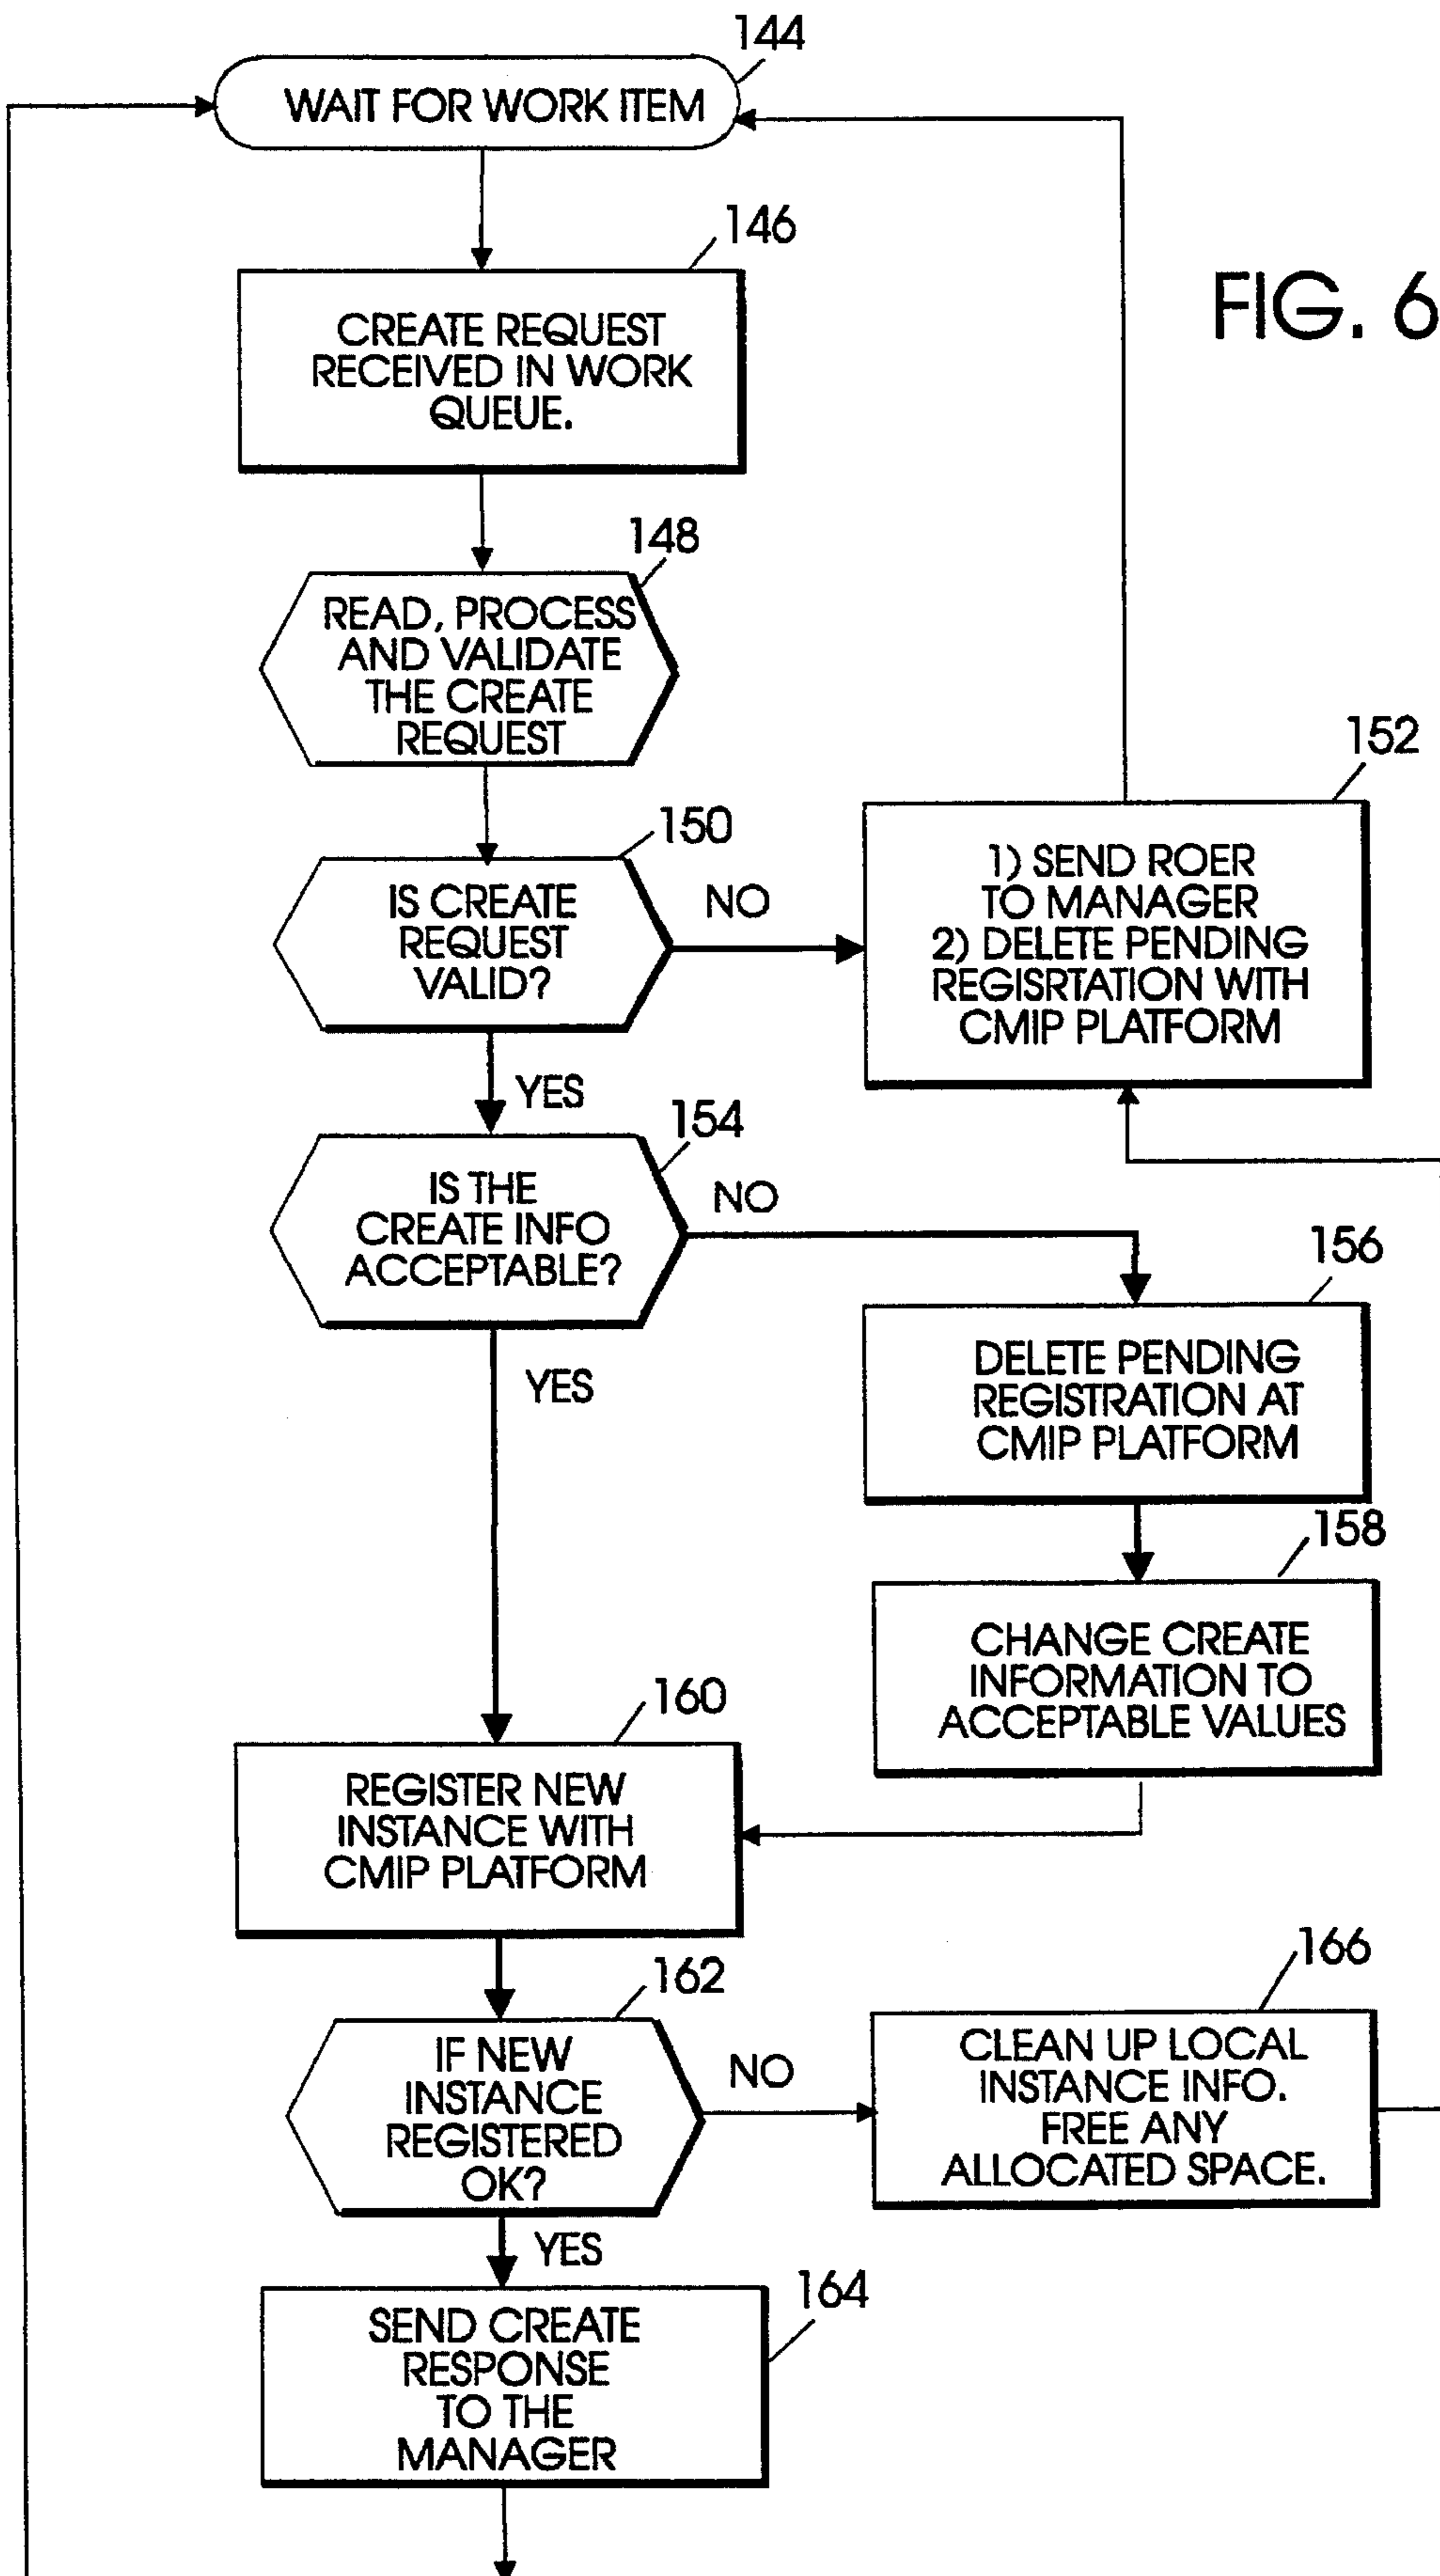 144
WAIT FOR WORK ITEM
146
CREATE REQUEST
RECEIVED IN WORK
QUEUE.
FIG. 6
148
READ, PROCESS
AND VALIDATE
THE CREATE
REQUEST
150
IS CREATE
REQUEST
VALID?
NO
152
1) SEND ROER
TO MANAGER
2) DELETE PENDING
REGISRTATION WITH
CMIP PLATFORM
YES
154
IS THE
CREATE INFO
ACCEPTABLE?
NO
156
DELETE PENDING
REGISTRATION AT
CMIP PLATFORM
YES
158
CHANGE CREATE
INFORMATION TO
ACCEPTABLE VALUES
160
REGISTER NEW
INSTANCE WITH
CMIP PLATFORM
162
IF NEW
INSTANCE
REGISTERED
OK?
NO
166
CLEAN UP LOCAL
INSTANCE INFO.
FREE ANY
ALLOCATED SPACE.
YES
164
SEND CREATE
RESPONSE
TO THE
MANAGER